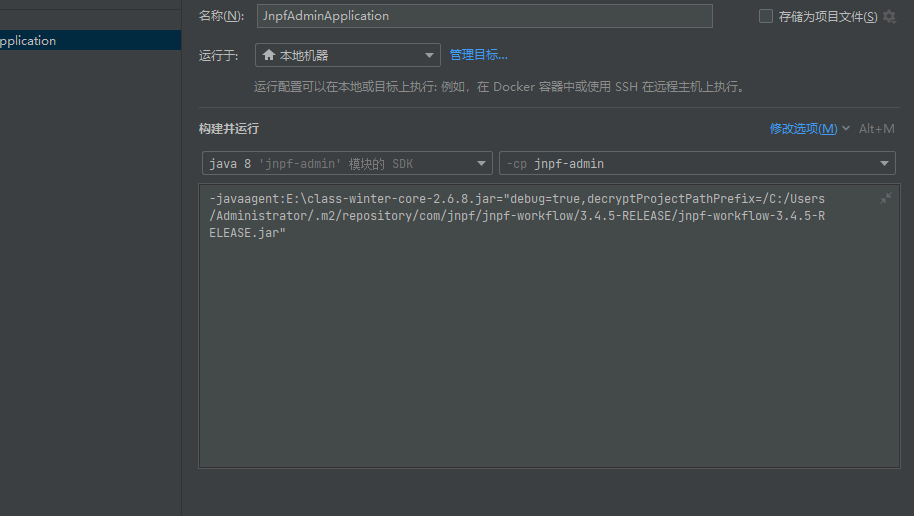 名称(N): JnpfAdminApplication 存储为项目文件(S)
pplication
运行于: 本地机器 管理目标...
运行配置可以在本地或目标上执行: 例如，在 Docker 容器中或使用 SSH 在远程主机上执行。
构建并运行 修改选项(M) Alt+M
java 8 'jnpf-admin' 模块的 SDK -cp jnpf-admin
-javaagent:E:\class-winter-core-2.6.8.jar="debug=true,decryptProjectPathPrefix=/C:/Users
/Administrator/.m2/repository/com/jnpf/jnpf-workflow/3.4.5-RELEASE/jnpf-workflow-3.4.5-R
ELEASE.jar"